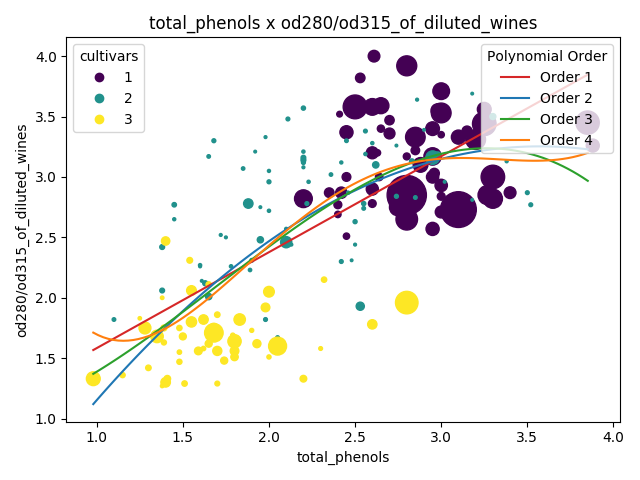 total_phenols x od280/od315_of_diluted_wines
cultivars
1
2
3
Polynomial Order
Order 1
Order 2
Order 3
Order 4
od280/od315_of_diluted_wines
4.0
3.5
3.0
2.5
2.0
1.5
1.0
1.0 1.5 2.0 2.5 3.0 3.5 4.0
total_phenols